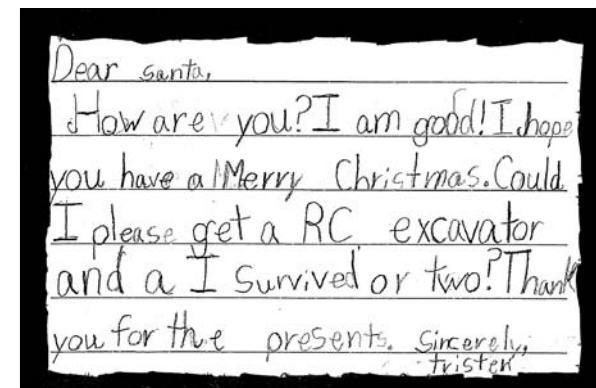 Dear santa,
How are you? I am good! I hope
you have a Merry Christmas. Could
I please get a RC excavator
and a I Survived or two? Thank
you for the presents. Sincerely,
tristen